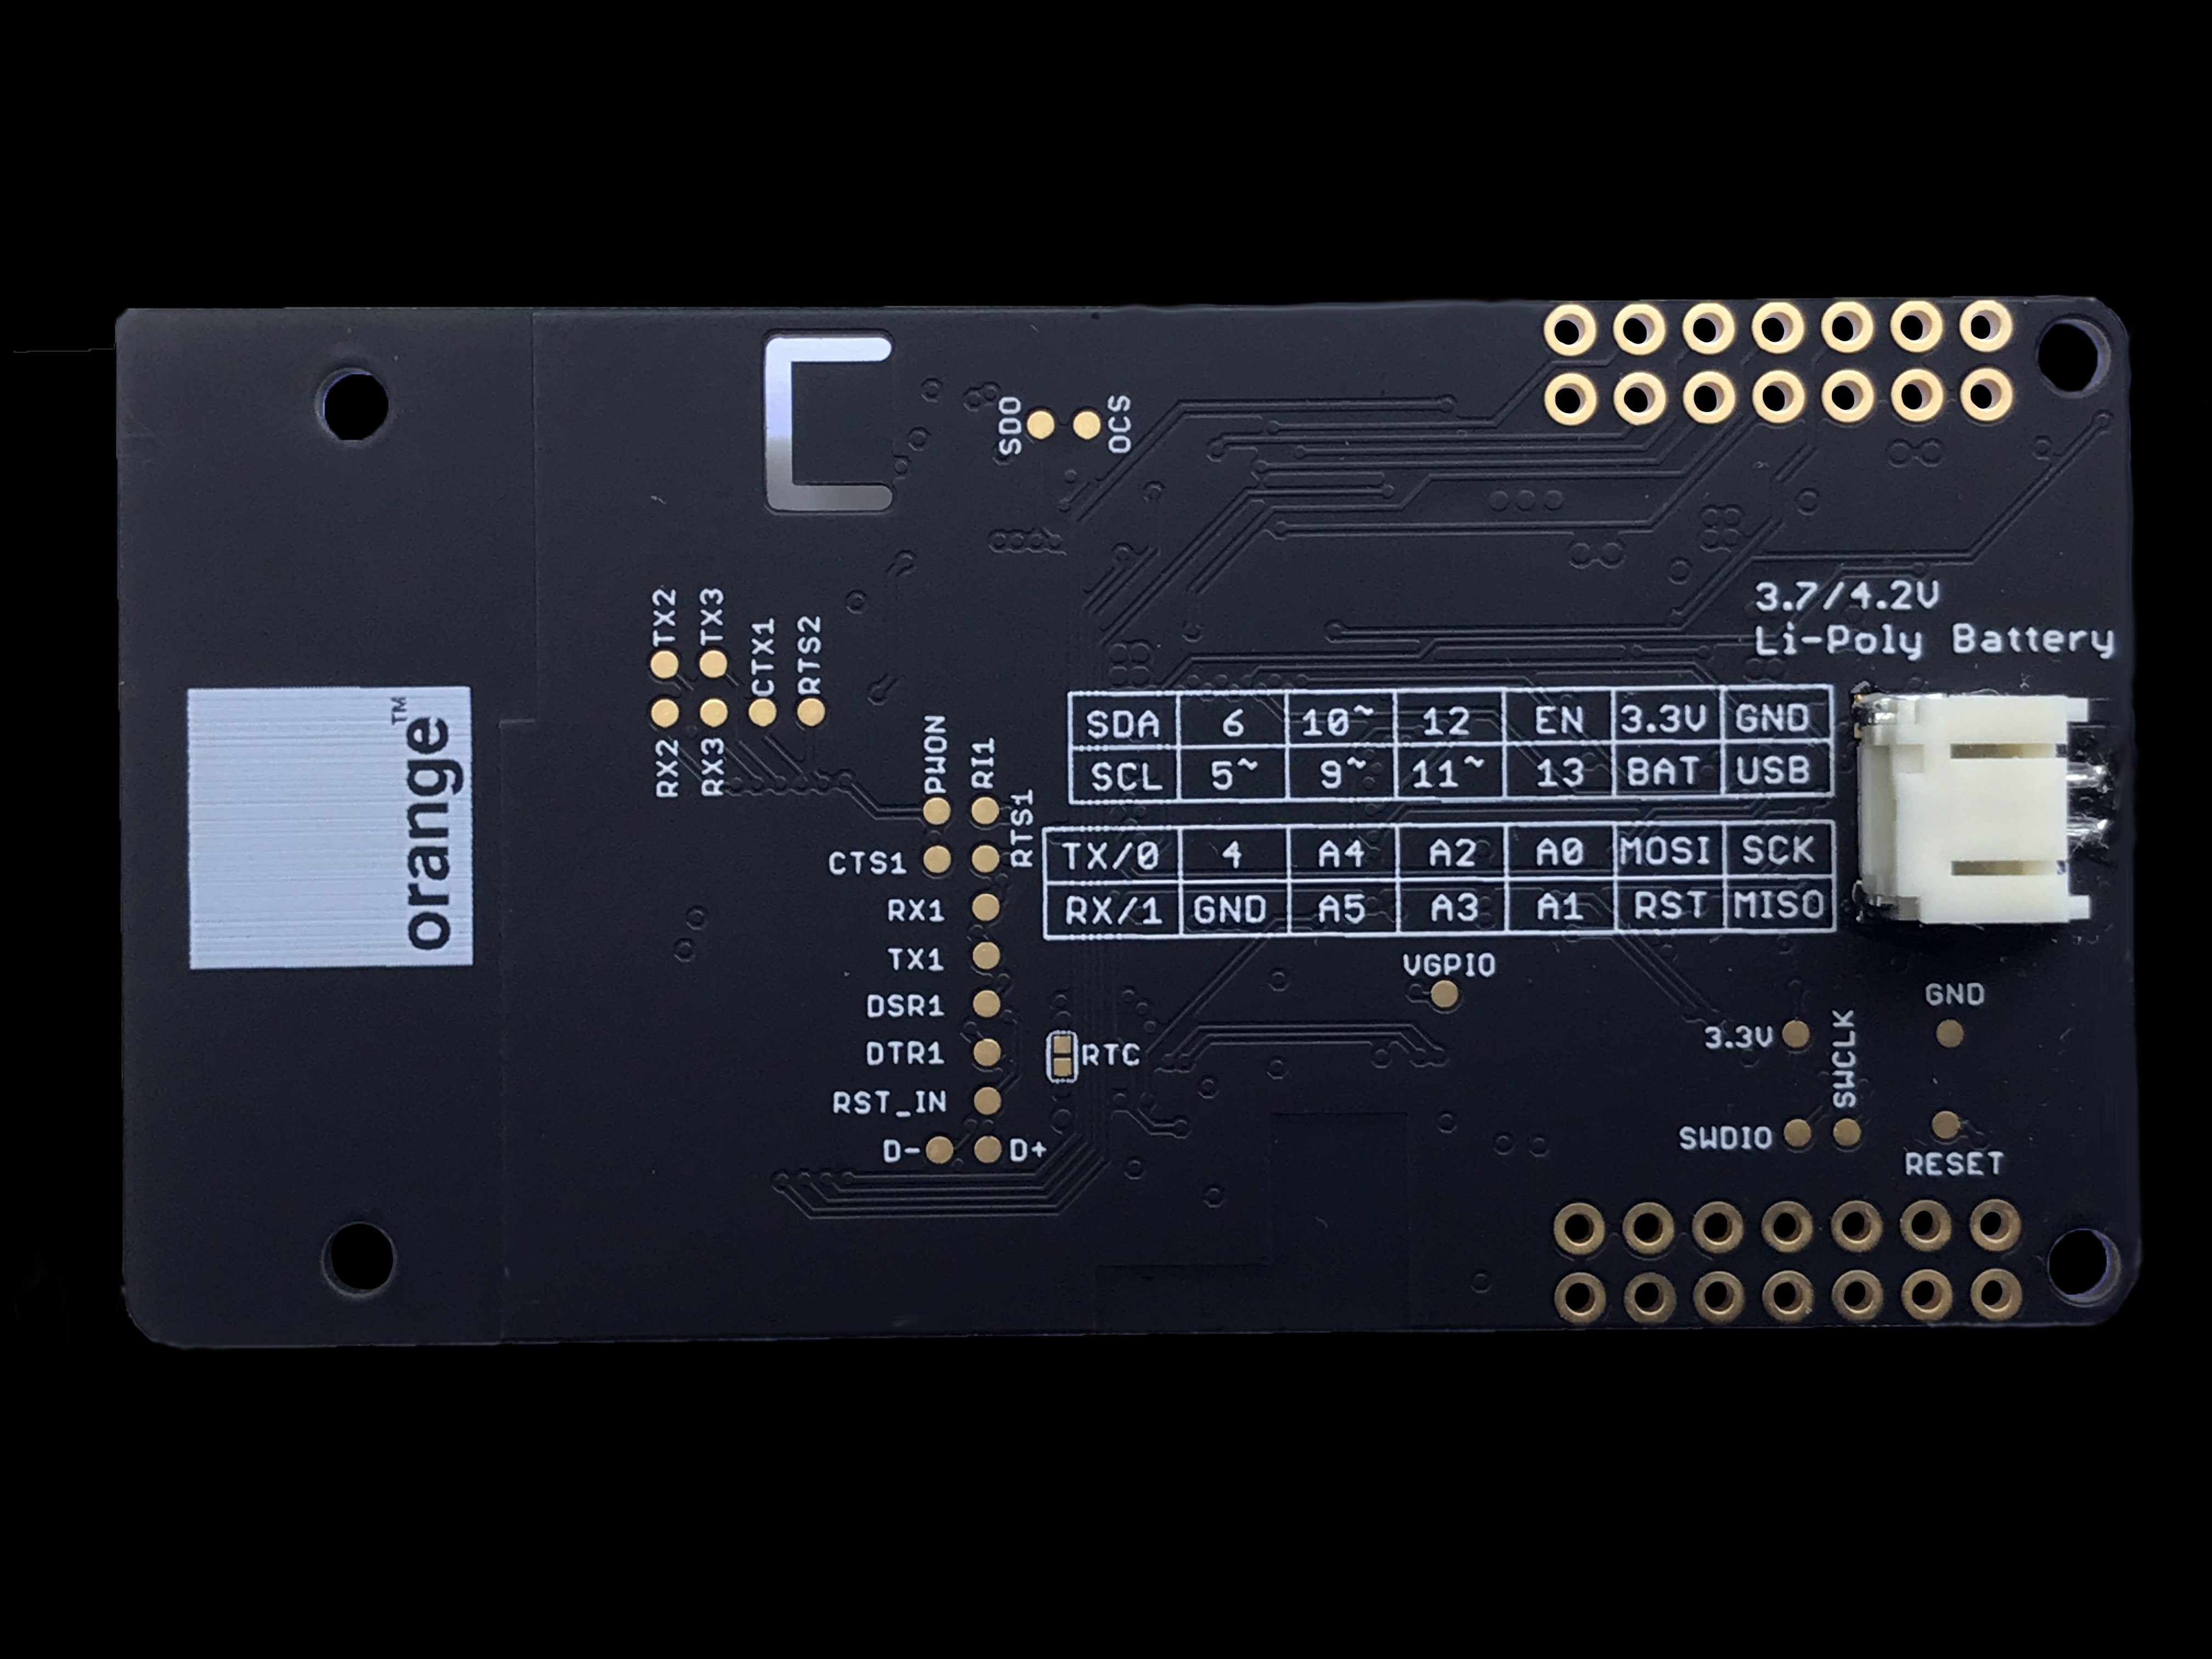 SDO
OCS
TX2
TX3
CTX1
RTS2
RX2
RX3
3.7/4.2V
Li-Poly Battery
orange™
PWON
RI1
RTS1
CTS1
RX1
TX1
DSR1
DTR1
RST_IN
D-
D+
RTC
SDA 6 10~ 12 EN 3.3V GND
SCL 5~ 9~ 11~ 13 BAT USB
TX/0 4 A4 A2 A0 MOSI SCK
RX/1 GND A5 A3 A1 RST MISO
VGPIO
GND
3.3V
SWCLK
SWDIO
RESET